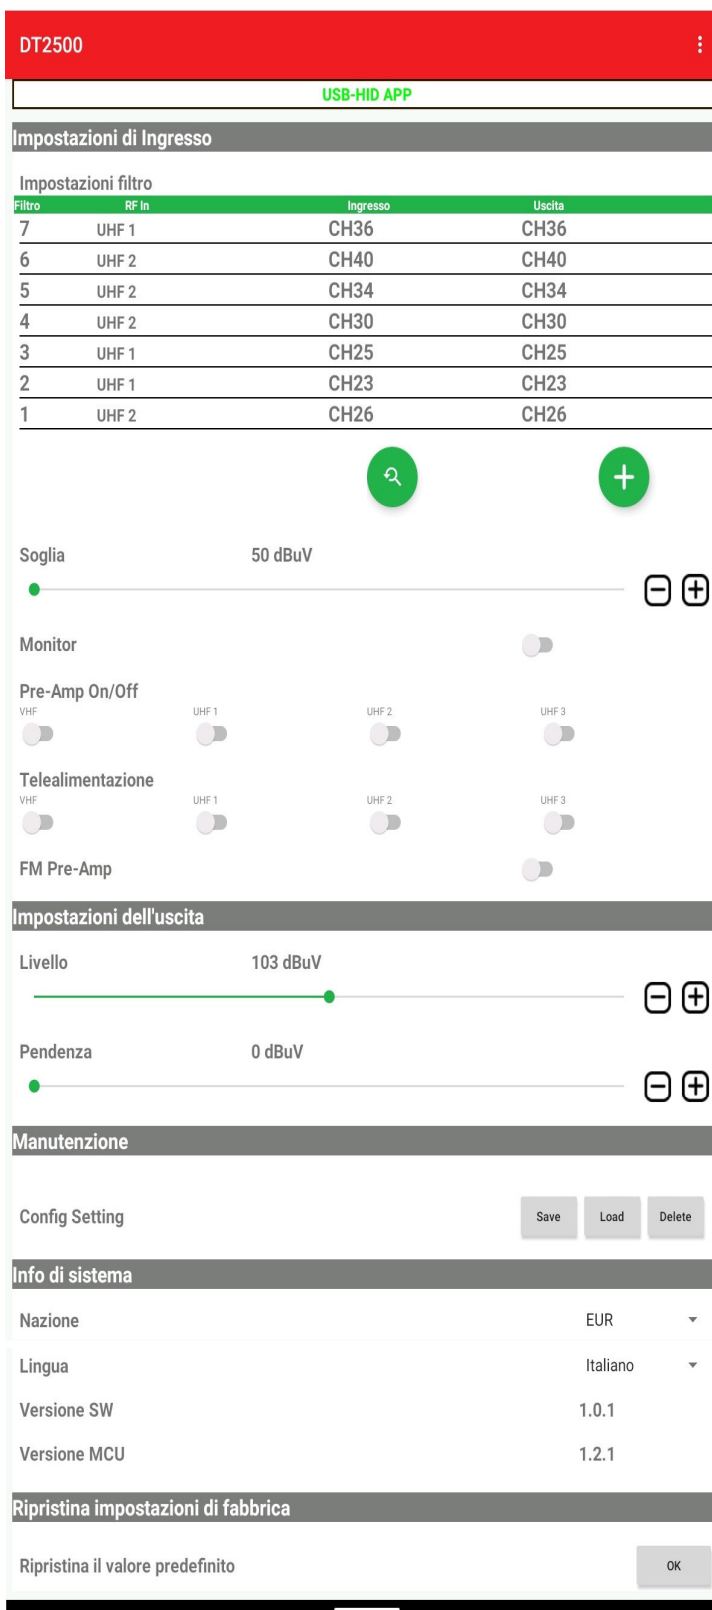 DT2500
USB-HID APP
Impostazioni di Ingresso
Impostazioni filtro
Filtro RF In Ingresso Uscita
7 UHF 1 CH36 CH36
6 UHF 2 CH40 CH40
5 UHF 2 CH34 CH34
4 UHF 2 CH30 CH30
3 UHF 1 CH25 CH25
2 UHF 1 CH23 CH23
1 UHF 2 CH26 CH26
Soglia 50 dBuV
Monitor
Pre-Amp On/Off
VHF UHF 1 UHF 2 UHF 3
Telealimentazione
VHF UHF 1 UHF 2 UHF 3
FM Pre-Amp
Impostazioni dell'uscita
Livello 103 dBuV
Pendenza 0 dBuV
Manutenzione
Config Setting Save Load Delete
Info di sistema
Nazione EUR
Lingua Italiano
Versione SW 1.0.1
Versione MCU 1.2.1
Ripristina impostazioni di fabbrica
Ripristina il valore predefinito OK